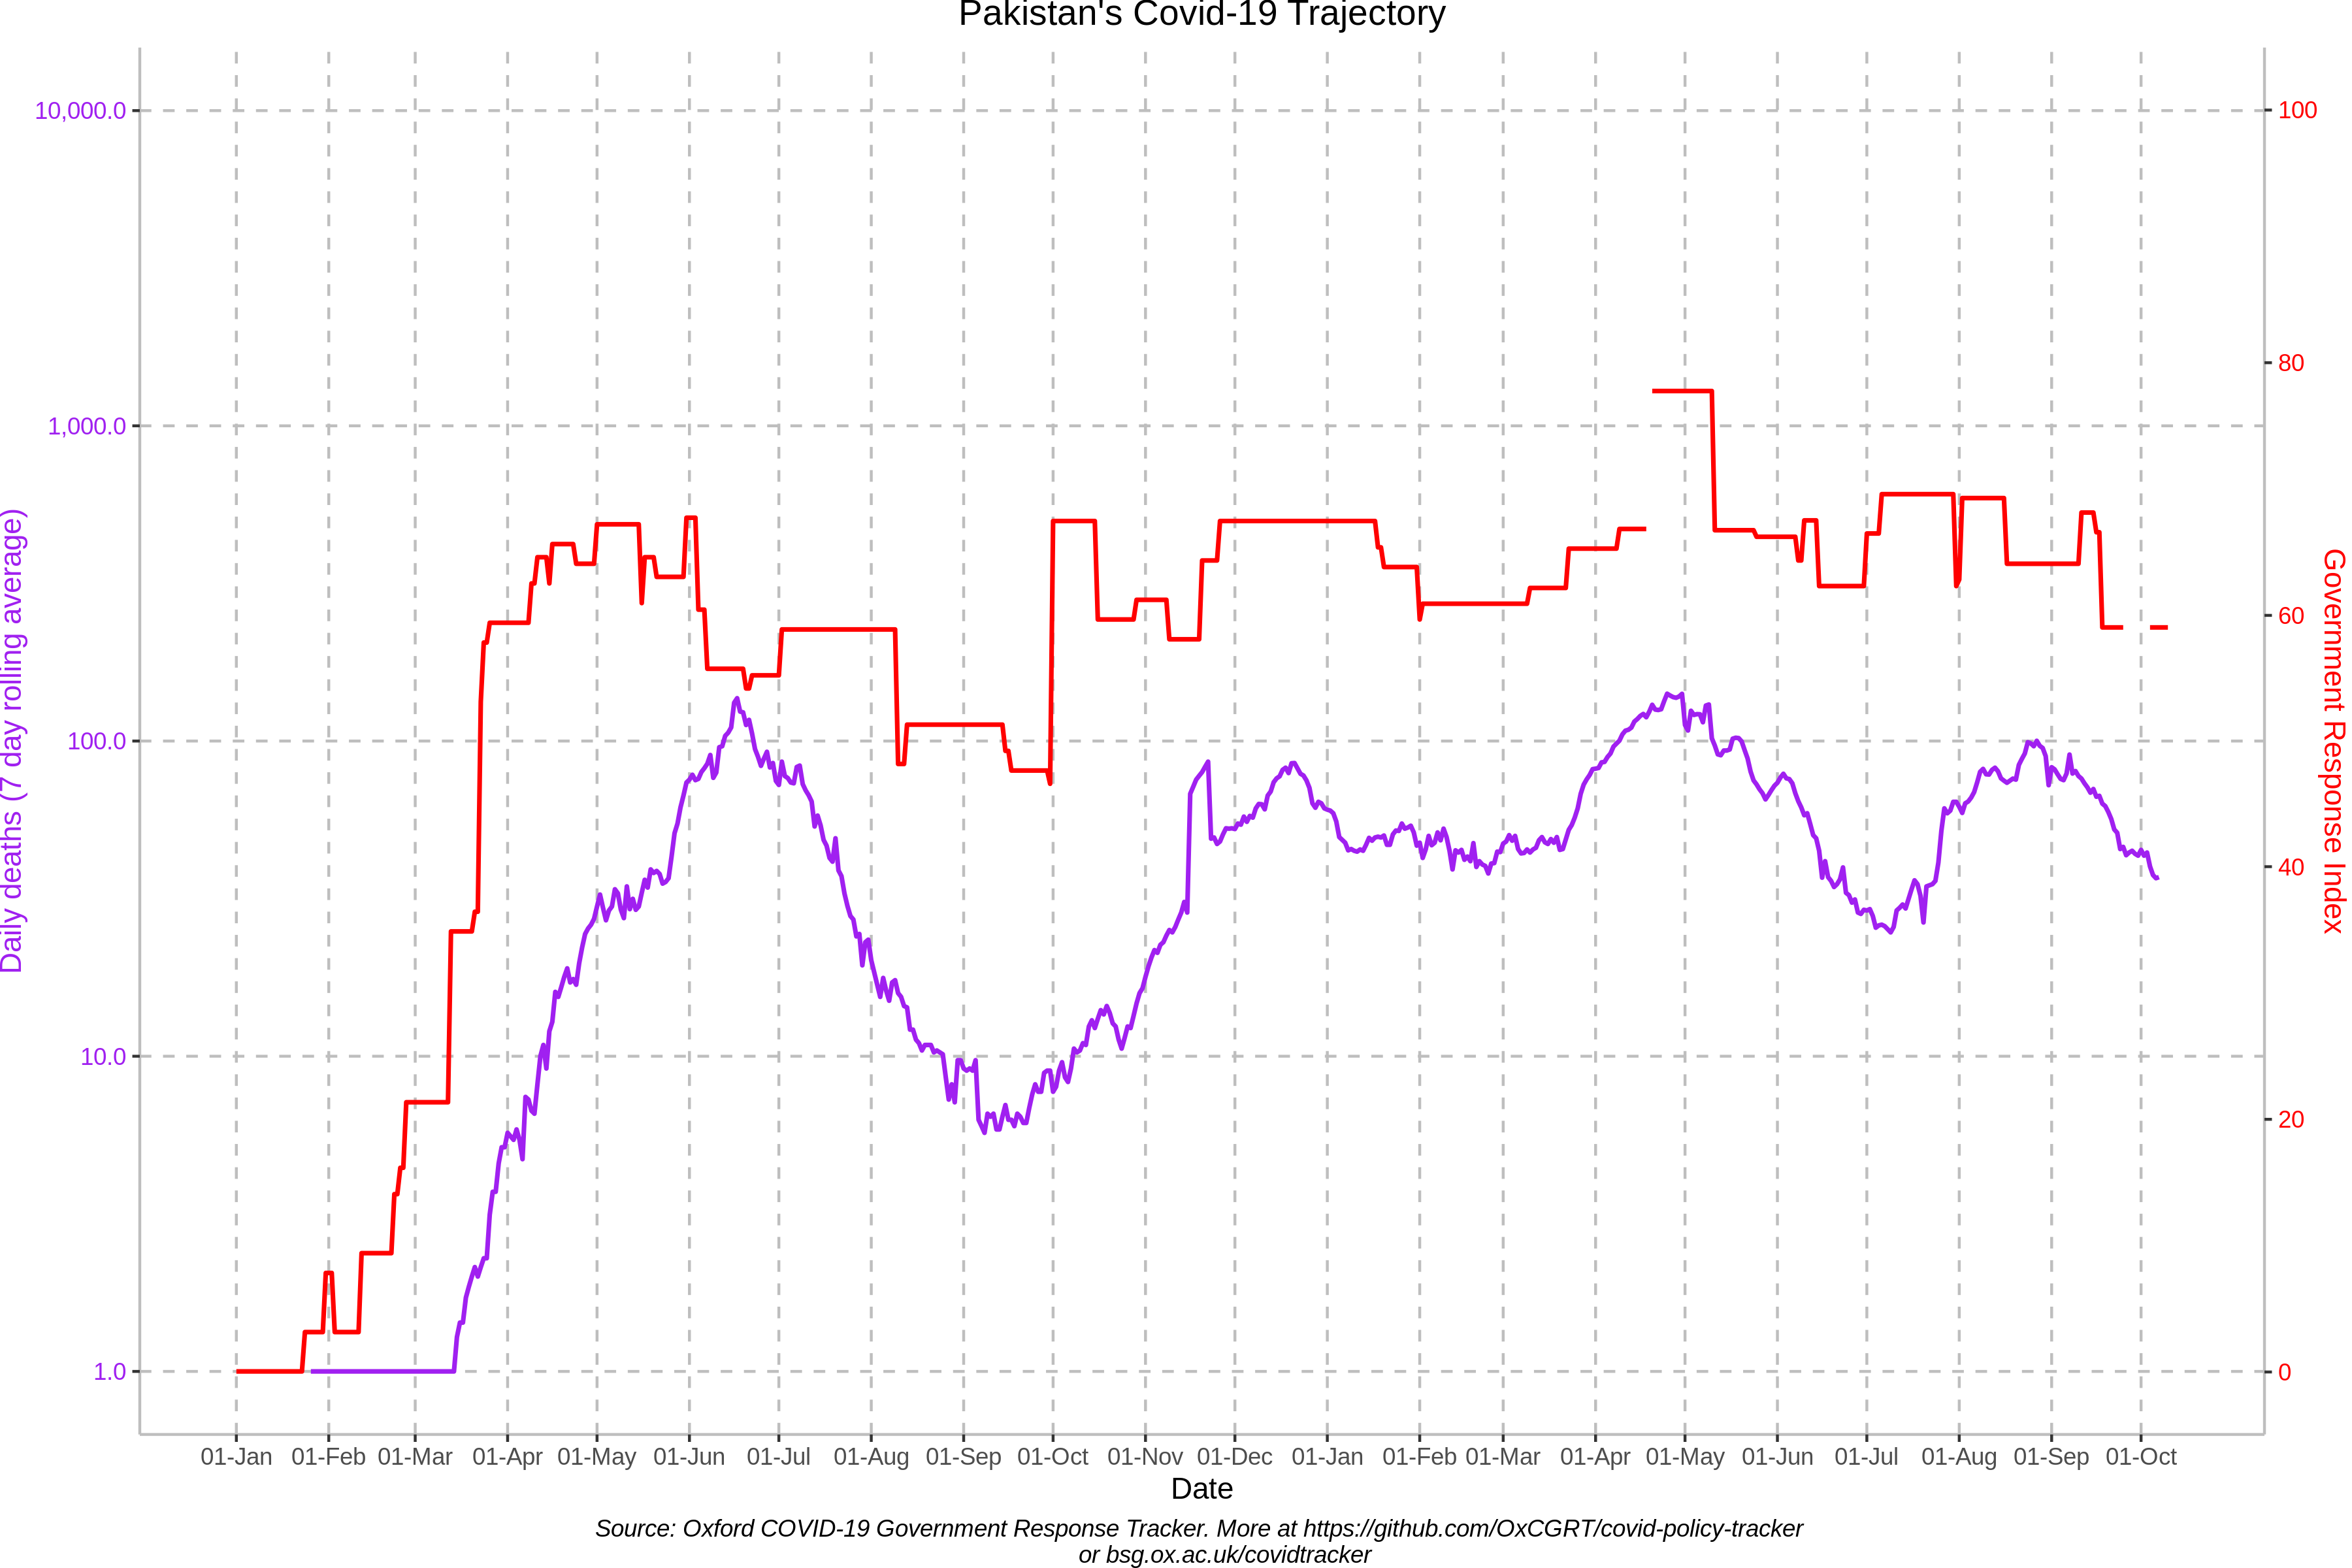 Pakistan's Covid-19 Trajectory
10,000.0
1,000.0
100.0
10.0
1.0
Daily deaths (7 day rolling average)
100
80
60
40
20
0
Government Response Index
01-Jan 01-Feb 01-Mar 01-Apr 01-May 01-Jun 01-Jul 01-Aug 01-Sep 01-Oct 01-Nov 01-Dec 01-Jan 01-Feb 01-Mar 01-Apr 01-May 01-Jun 01-Jul 01-Aug 01-Sep 01-Oct
Date
Source: Oxford COVID-19 Government Response Tracker. More at https://github.com/OxCGRT/covid-policy-tracker
or bsg.ox.ac.uk/covidtracker